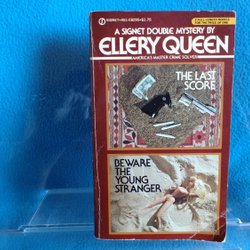 A SIGNET DOUBLE MYSTERY BY
ELLERY QUEEN
AMERICA'S MASTER CRIME SOLVER
THE LAST
SCORE
BEWARE
THE
YOUNG
STRANGER